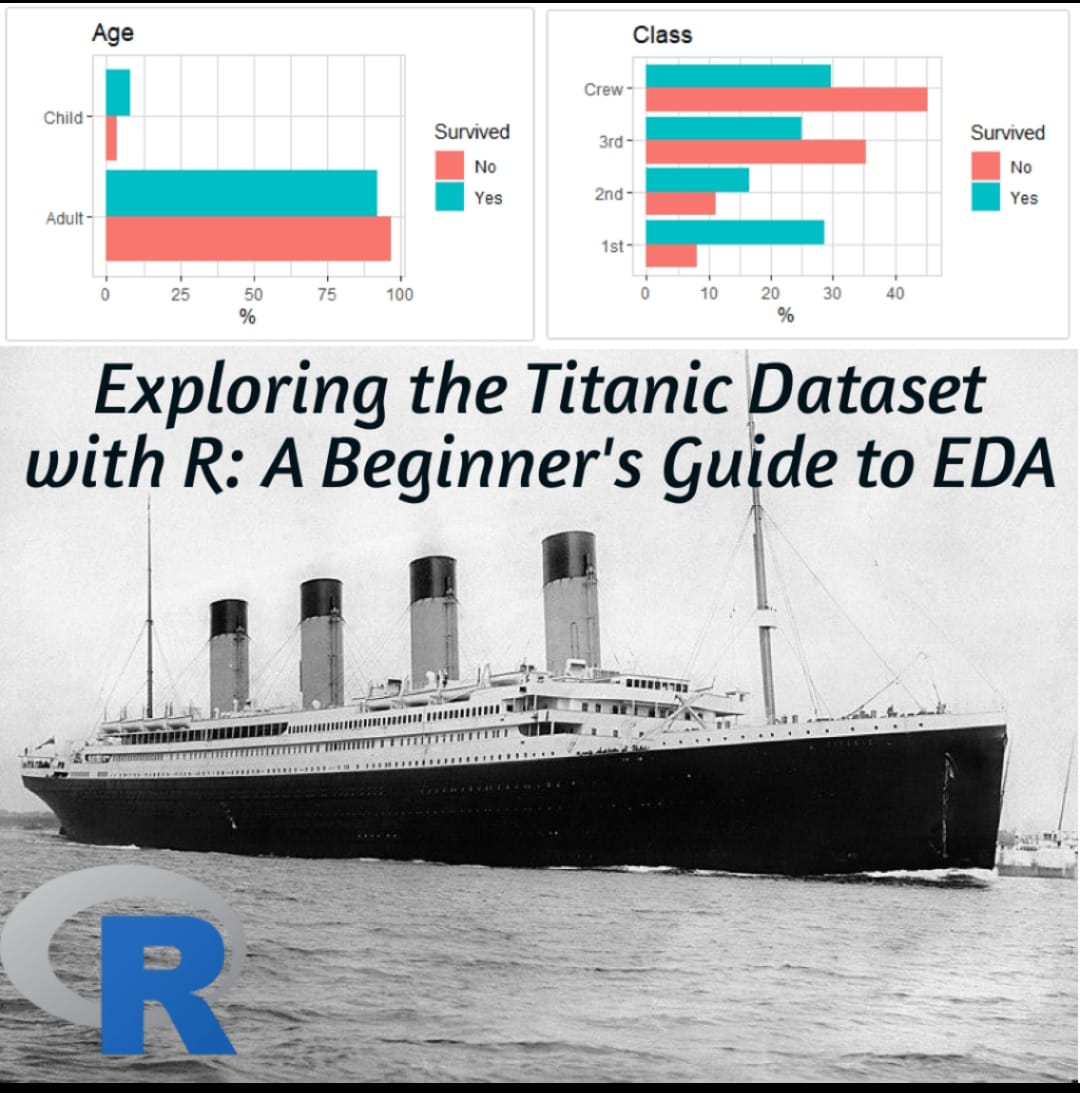 Age
Child
Adult
0 25 50 75 100
%
Survived
No
Yes
Class
Crew
3rd
2nd
1st
0 10 20 30 40
%
Survived
No
Yes
Exploring the Titanic Dataset
with R: A Beginner's Guide to EDA
R